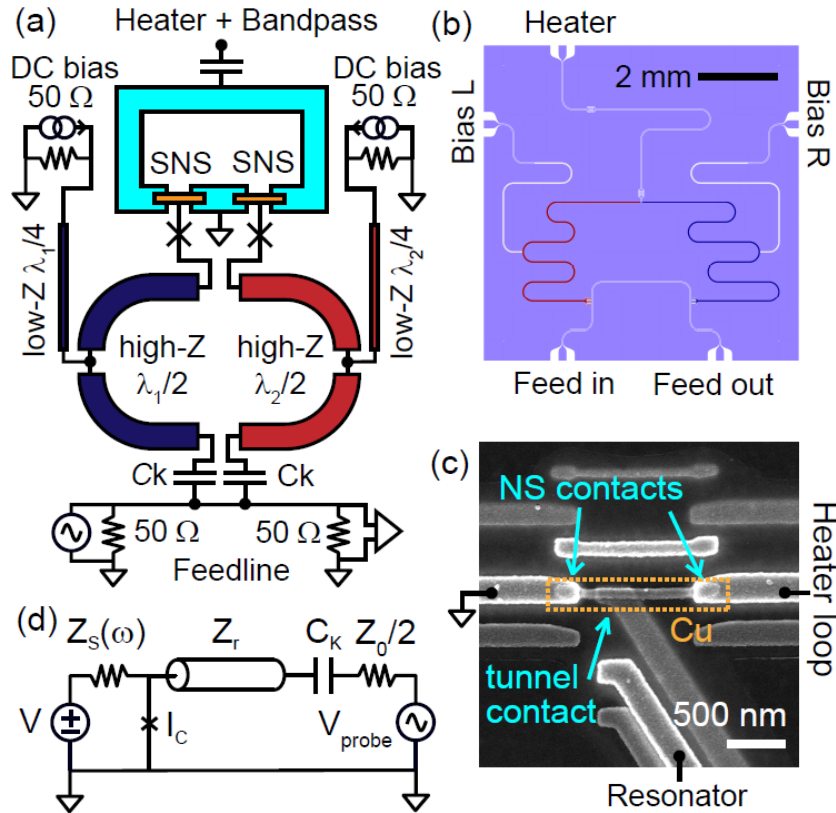 (a)
Heater + Bandpass
DC bias
50 Ω
DC bias
50 Ω
SNS
SNS
low-Z λ1/4
low-Z λ2/4
high-Z
λ1/2
high-Z
λ2/2
Ck
Ck
50 Ω
50 Ω
Feedline
(b)
Heater
2 mm
Bias L
Bias R
Feed in
Feed out
(c)
NS contacts
Cu
tunnel
contact
500 nm
Heater loop
Resonator
(d)
ZS(ω)
Zr
CK
Z0/2
V
IC
Vprobe